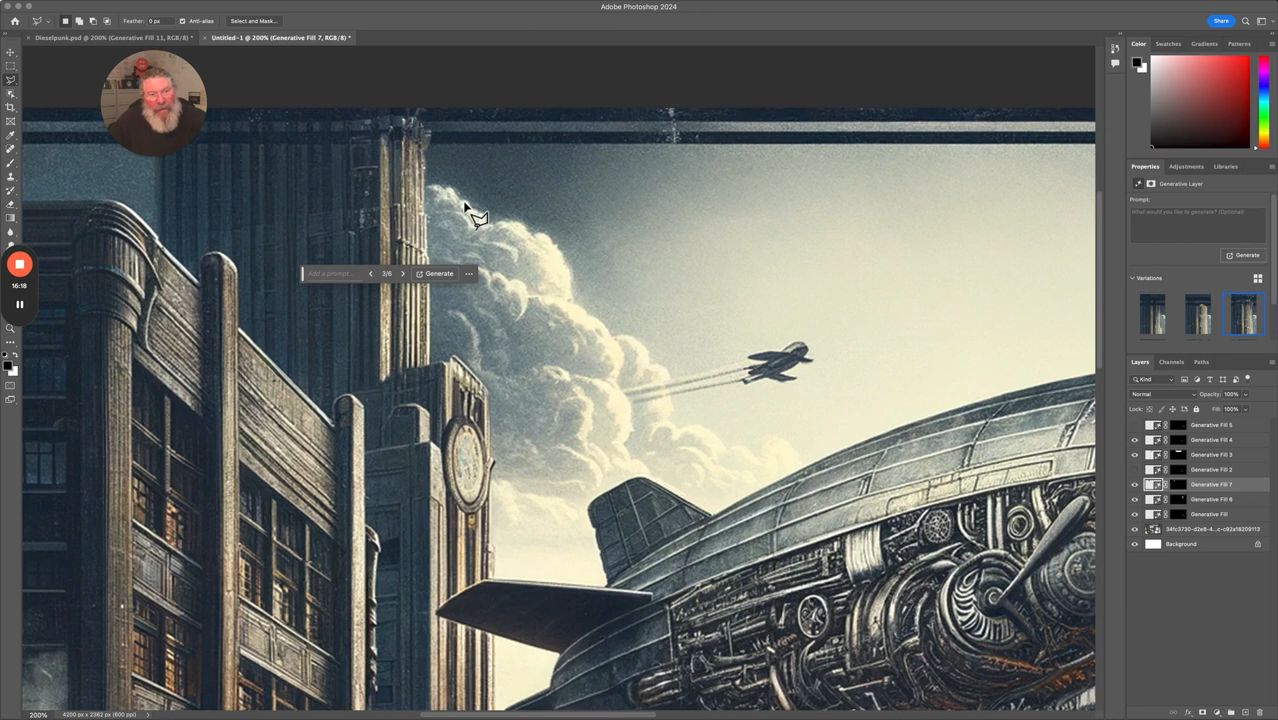 Adobe Photoshop 2024
Feather: 0 px
Anti-alias
Select and Mask...
Share
× Dieselpunk.psd @ 200% (Generative Fill 11, RGB/8) *
× Untitled-1 @ 200% (Generative Fill 7, RGB/8) *
Color Swatches Gradients Patterns
Properties Adjustments Libraries
Generative Layer
Prompt:
What would you like to generate? (Optional)
Generate
Variations
Add a prompt...
3/6
Generate
16:18
Layers Channels Paths
Kind
Normal
Opacity: 100%
Lock:
Fill: 100%
Generative Fill 5
Generative Fill 4
Generative Fill 3
Generative Fill 2
Generative Fill 7
Generative Fill 6
Generative Fill
34fc3730-d2e8-4...c-c92a18209113
Background
200%
4200 px x 2362 px (600 ppi)